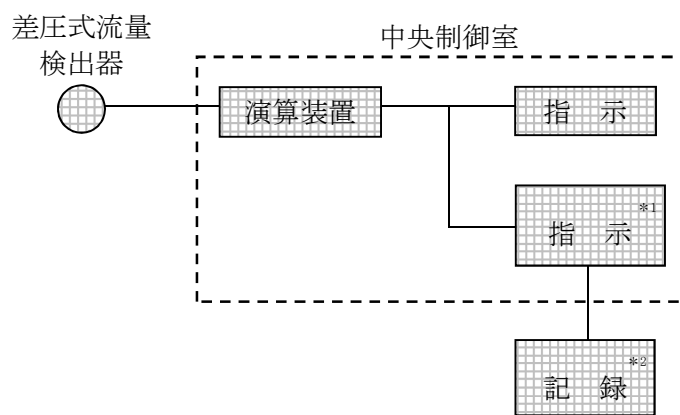 差圧式流量
検出器
中央制御室
演算装置
指 示
指 示 *1
記 録 *2